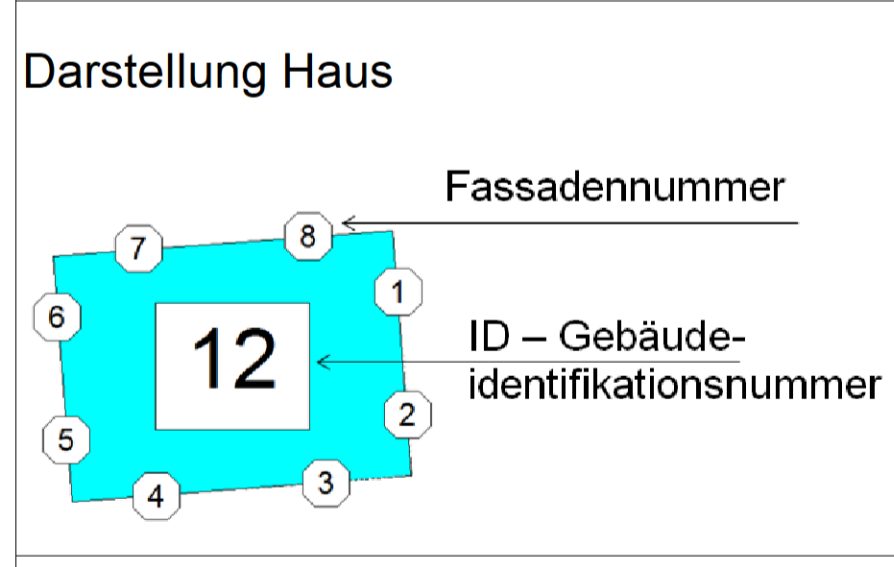 Darstellung Haus
Fassadennummer
7
8
1
6
12
ID – Gebäude-
identifikationsnummer
2
5
4
3